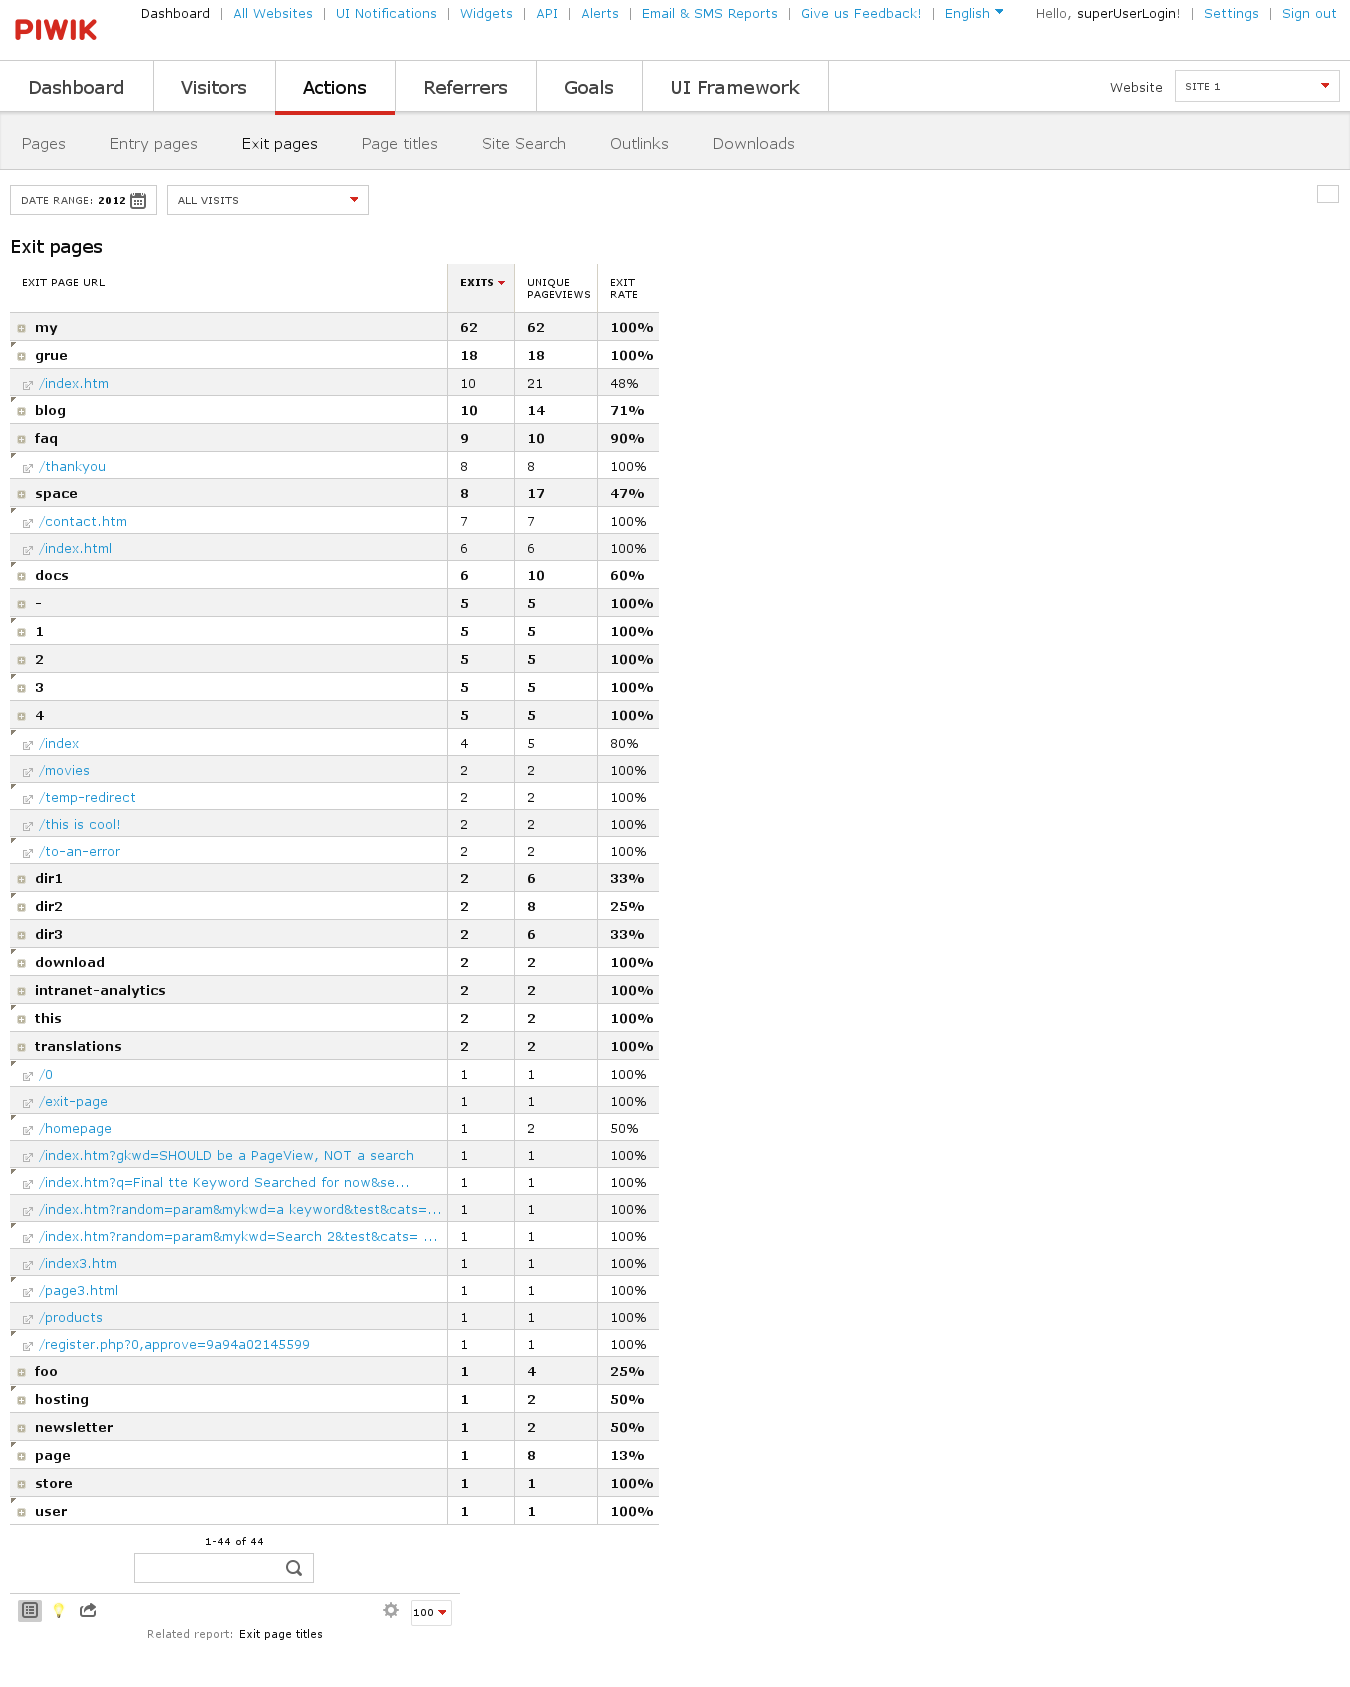 PIWIK
Dashboard | All Websites | UI Notifications | Widgets | API | Alerts | Email & SMS Reports | Give us Feedback! | English Hello, superUserLogin! | Settings | Sign out
Dashboard Visitors Actions Referrers Goals UI Framework Website SITE 1
Pages Entry pages Exit pages Page titles Site Search Outlinks Downloads
DATE RANGE: 2012 ALL VISITS
Exit pages
EXIT PAGE URL EXITS UNIQUE PAGEVIEWS EXIT RATE
my 62 62 100%
grue 18 18 100%
/index.htm 10 21 48%
blog 10 14 71%
faq 9 10 90%
/thankyou 8 8 100%
space 8 17 47%
/contact.htm 7 7 100%
/index.html 6 6 100%
docs 6 10 60%
- 5 5 100%
1 5 5 100%
2 5 5 100%
3 5 5 100%
4 5 5 100%
/index 4 5 80%
/movies 2 2 100%
/temp-redirect 2 2 100%
/this is cool! 2 2 100%
/to-an-error 2 2 100%
dir1 2 6 33%
dir2 2 8 25%
dir3 2 6 33%
download 2 2 100%
intranet-analytics 2 2 100%
this 2 2 100%
translations 2 2 100%
/0 1 1 100%
/exit-page 1 1 100%
/homepage 1 2 50%
/index.htm?gkwd=SHOULD be a PageView, NOT a search 1 1 100%
/index.htm?q=Final tte Keyword Searched for now&se... 1 1 100%
/index.htm?random=param&mykwd=a keyword&test&cats=... 1 1 100%
/index.htm?random=param&mykwd=Search 2&test&cats= ... 1 1 100%
/index3.htm 1 1 100%
/page3.html 1 1 100%
/products 1 1 100%
/register.php?0,approve=9a94a02145599 1 1 100%
foo 1 4 25%
hosting 1 2 50%
newsletter 1 2 50%
page 1 8 13%
store 1 1 100%
user 1 1 100%
1-44 of 44
100
Related report: Exit page titles